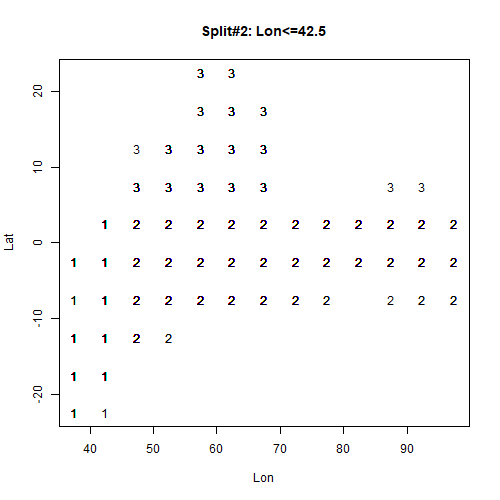 Split#2: Lon<=42.5
3 3
20
3 3 3
3 3 3 3 3
10
3 3 3 3 3 3 3
1 2 2 2 2 2 2 2 2 2 2 2
0
Lat
1 1 2 2 2 2 2 2 2 2 2 2 2
1 1 2 2 2 2 2 2 2 2 2 2
-10
1 1 2 2
1 1
-20
1 1
40 50 60 70 80 90
Lon